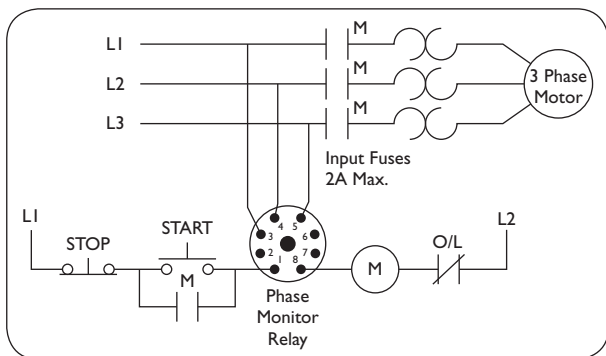 M
L1
M
L2
3 Phase
Motor
M
L3
Input Fuses
2A Max.
4 5
3 6
2 7
1 8
L1
STOP
START
M
M
O/L
L2
Phase
Monitor
Relay